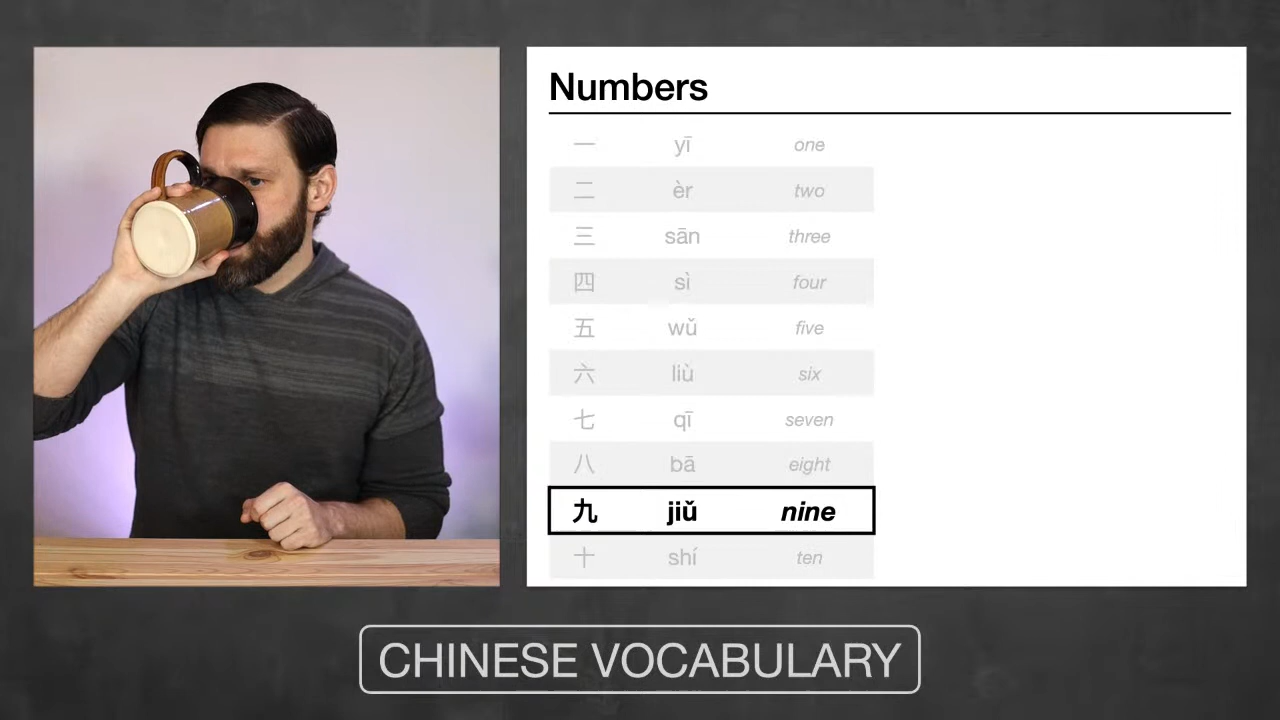 Numbers
一 yī one
二 èr two
三 sān three
四 sì four
五 wǔ five
六 liù six
七 qī seven
八 bā eight
九 jiǔ nine
十 shí ten
CHINESE VOCABULARY